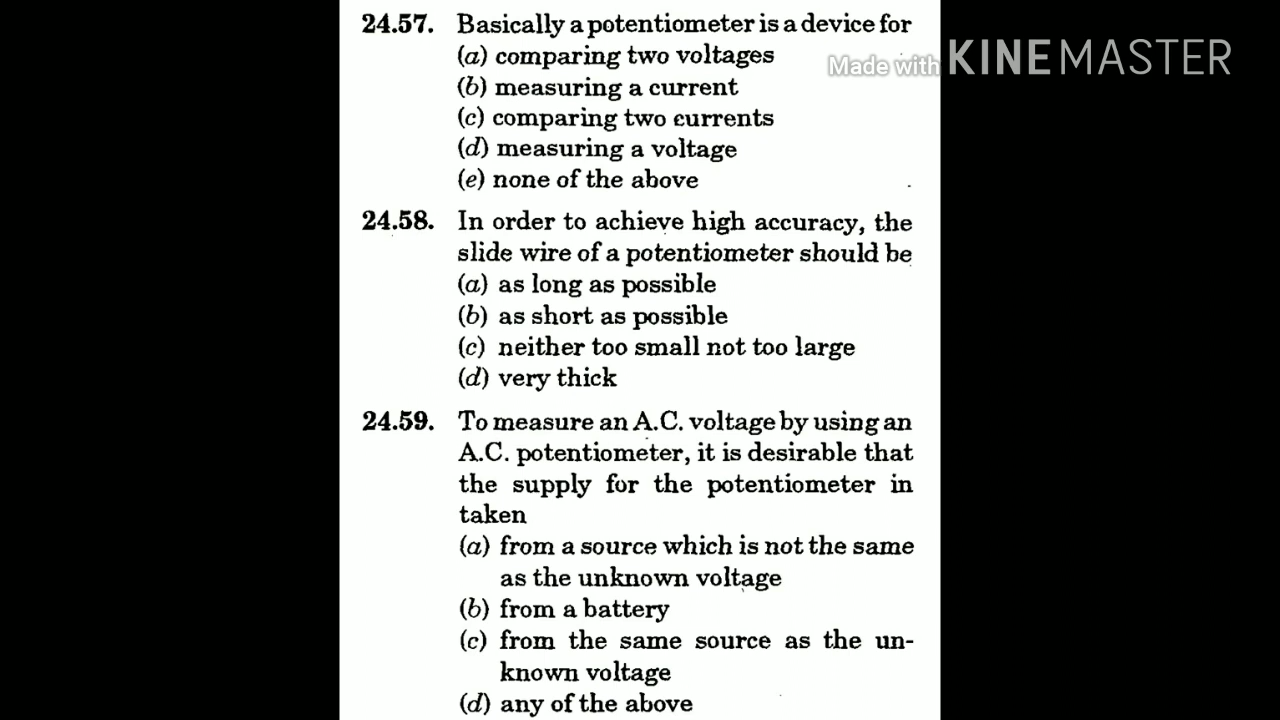 24.57. Basically a potentiometer is a device for
(a) comparing two voltages
Made with KINEMASTER
(b) measuring a current
(c) comparing two currents
(d) measuring a voltage
(e) none of the above
24.58. In order to achieve high accuracy, the
slide wire of a potentiometer should be
(a) as long as possible
(b) as short as possible
(c) neither too small not too large
(d) very thick
24.59. To measure an A.C. voltage by using an
A.C. potentiometer, it is desirable that
the supply for the potentiometer in
taken
(a) from a source which is not the same
as the unknown voltage
(b) from a battery
(c) from the same source as the un-
known voltage
(d) any of the above